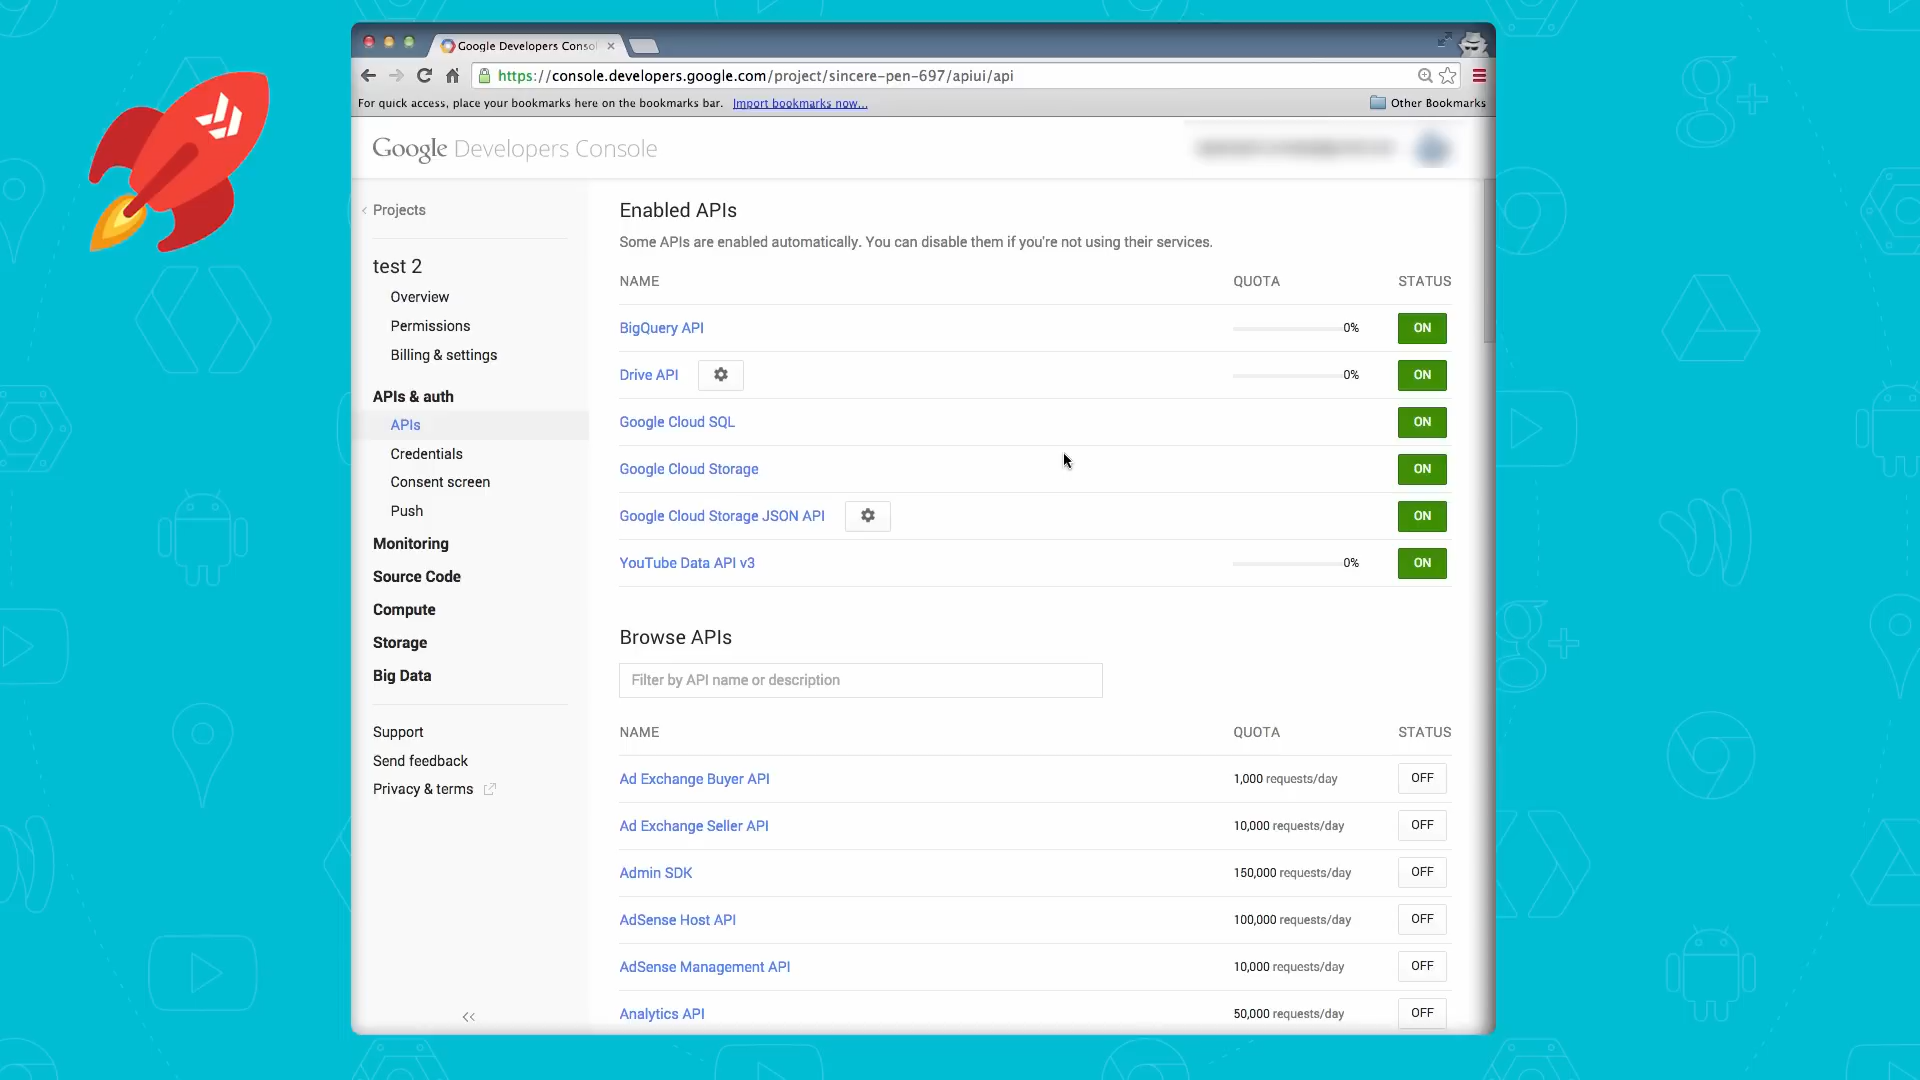 Google Developers Consol
https://console.developers.google.com/project/sincere-pen-697/apiui/api
For quick access, place your bookmarks here on the bookmarks bar. Import bookmarks now...
Other Bookmarks
Google Developers Console
Projects
test 2
Overview
Permissions
Billing & settings
APIs & auth
APIs
Credentials
Consent screen
Push
Monitoring
Source Code
Compute
Storage
Big Data
Support
Send feedback
Privacy & terms
Enabled APIs
Some APIs are enabled automatically. You can disable them if you're not using their services.
NAME QUOTA STATUS
BigQuery API 0% ON
Drive API 0% ON
Google Cloud SQL ON
Google Cloud Storage ON
Google Cloud Storage JSON API ON
YouTube Data API v3 0% ON
Browse APIs
Filter by API name or description
NAME QUOTA STATUS
Ad Exchange Buyer API 1,000 requests/day OFF
Ad Exchange Seller API 10,000 requests/day OFF
Admin SDK 150,000 requests/day OFF
AdSense Host API 100,000 requests/day OFF
AdSense Management API 10,000 requests/day OFF
Analytics API 50,000 requests/day OFF